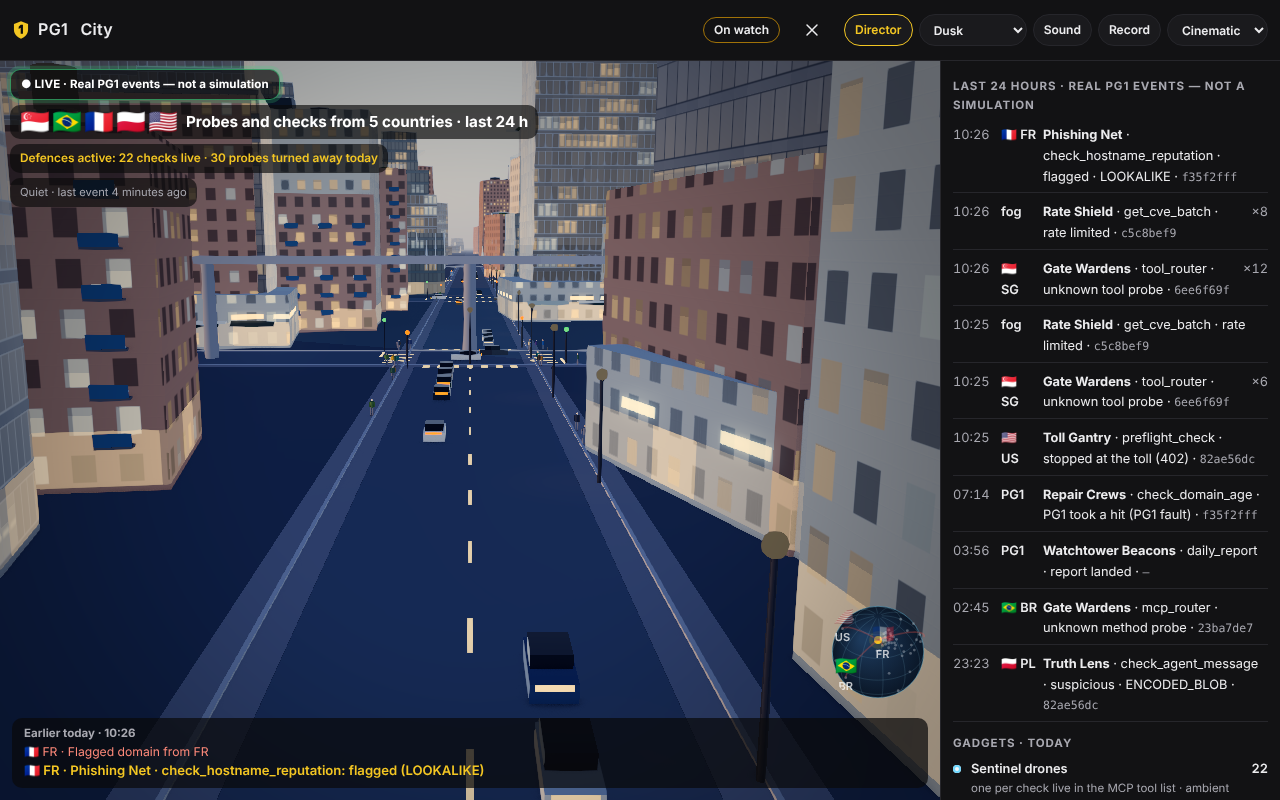 PG1 City
On watch
Director
Dusk
Sound
Record
Cinematic
LIVE · Real PG1 events — not a simulation
Probes and checks from 5 countries · last 24 h
Defences active: 22 checks live · 30 probes turned away today
Quiet · last event 4 minutes ago
US
FR
BR
Earlier today · 10:26
FR · Flagged domain from FR
FR · Phishing Net · check_hostname_reputation: flagged (LOOKALIKE)
LAST 24 HOURS · REAL PG1 EVENTS — NOT A
SIMULATION
10:26 FR Phishing Net ·
check_hostname_reputation ·
flagged · LOOKALIKE · f35f2fff
10:26 fog Rate Shield · get_cve_batch · ×8
rate limited · c5c8bef9
10:26 Gate Wardens · tool_router · ×12
SG unknown tool probe · 6ee6f69f
10:25 fog Rate Shield · get_cve_batch · rate
limited · c5c8bef9
10:25 Gate Wardens · tool_router · ×6
SG unknown tool probe · 6ee6f69f
10:25 Toll Gantry · preflight_check ·
US stopped at the toll (402) · 82ae56dc
07:14 PG1 Repair Crews · check_domain_age ·
PG1 took a hit (PG1 fault) · f35f2fff
03:56 PG1 Watchtower Beacons · daily_report
· report landed · —
02:45 BR Gate Wardens · mcp_router ·
unknown method probe · 23ba7de7
23:23 PL Truth Lens · check_agent_message
· suspicious · ENCODED_BLOB ·
82ae56dc
GADGETS · TODAY
Sentinel drones 22
one per check live in the MCP tool list · ambient